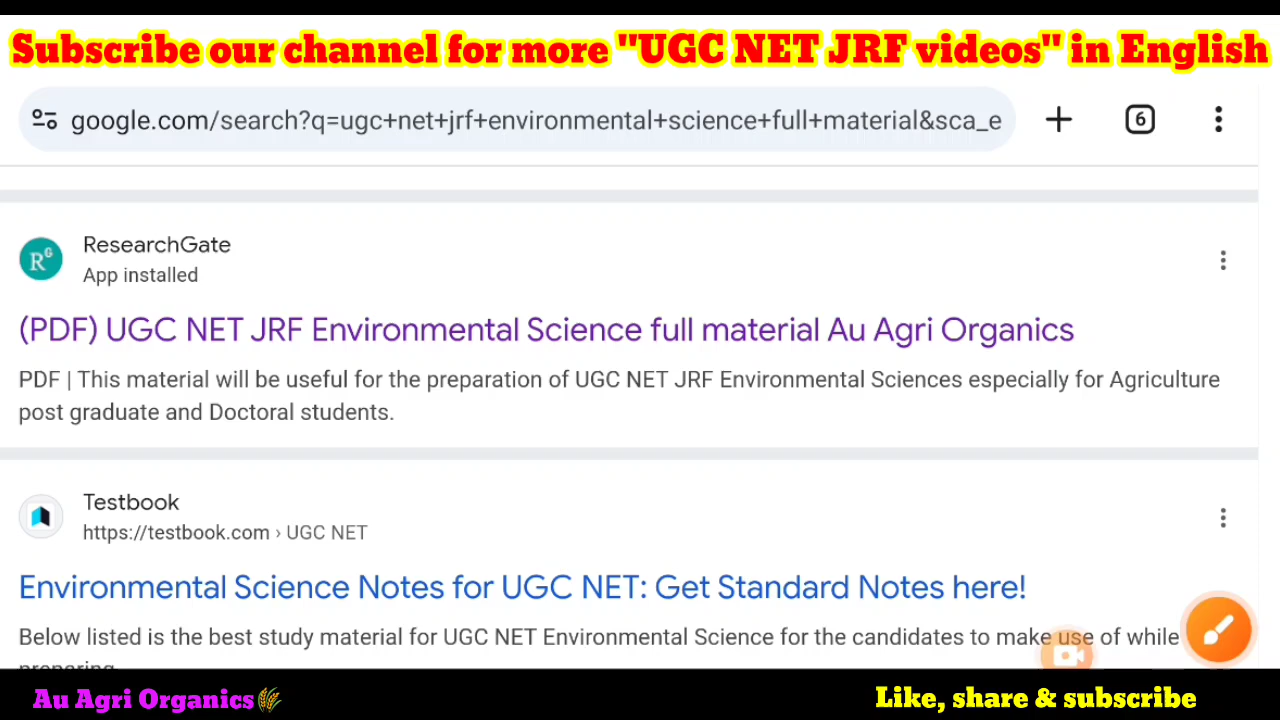 Subscribe our channel for more "UGC NET JRF videos" in English
google.com/search?q=ugc+net+jrf+environmental+science+full+material&sca_e
6
ResearchGate
App installed
(PDF) UGC NET JRF Environmental Science full material Au Agri Organics
PDF | This material will be useful for the preparation of UGC NET JRF Environmental Sciences especially for Agriculture
post graduate and Doctoral students.
Testbook
https://testbook.com › UGC NET
Environmental Science Notes for UGC NET: Get Standard Notes here!
Below listed is the best study material for UGC NET Environmental Science for the candidates to make use of while
preparing
Au Agri Organics🌾
Like, share & subscribe